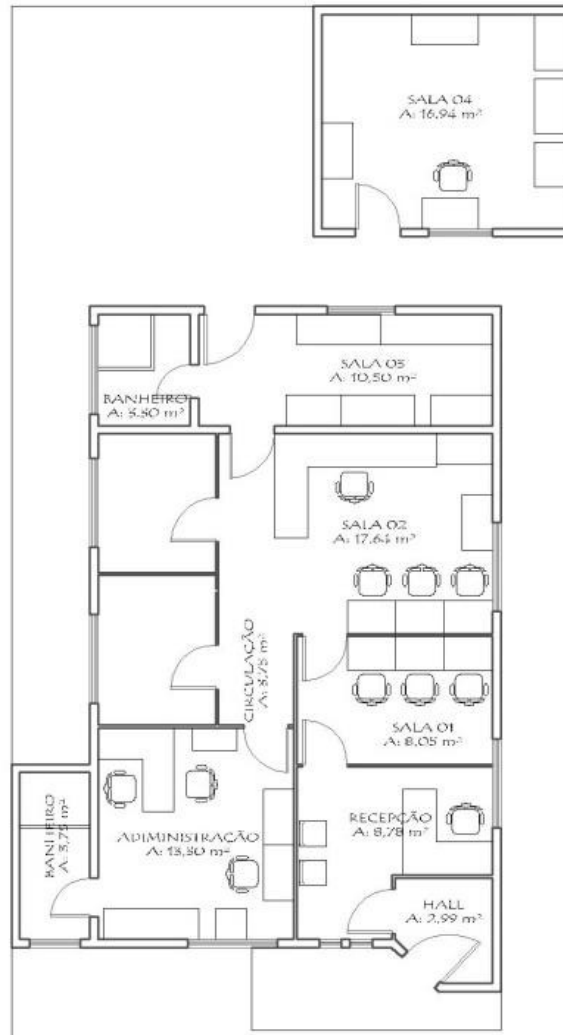 SALA 04
A: 16,94 m²
SALA 03
A: 10,50 m²
BANHEIRO
A: 3.30 m²
SALA 02
A: 17,64 m²
CIRCULAÇÃO
A: 8,75 m²
SALA 01
A: 8,05 m²
BANHEIRO
A: 3,75 m²
ADIMINISTRAÇÃO
A: 13,30 m²
RECEPÇÃO
A: 8,78 m²
HALL
A: 2,99 m²